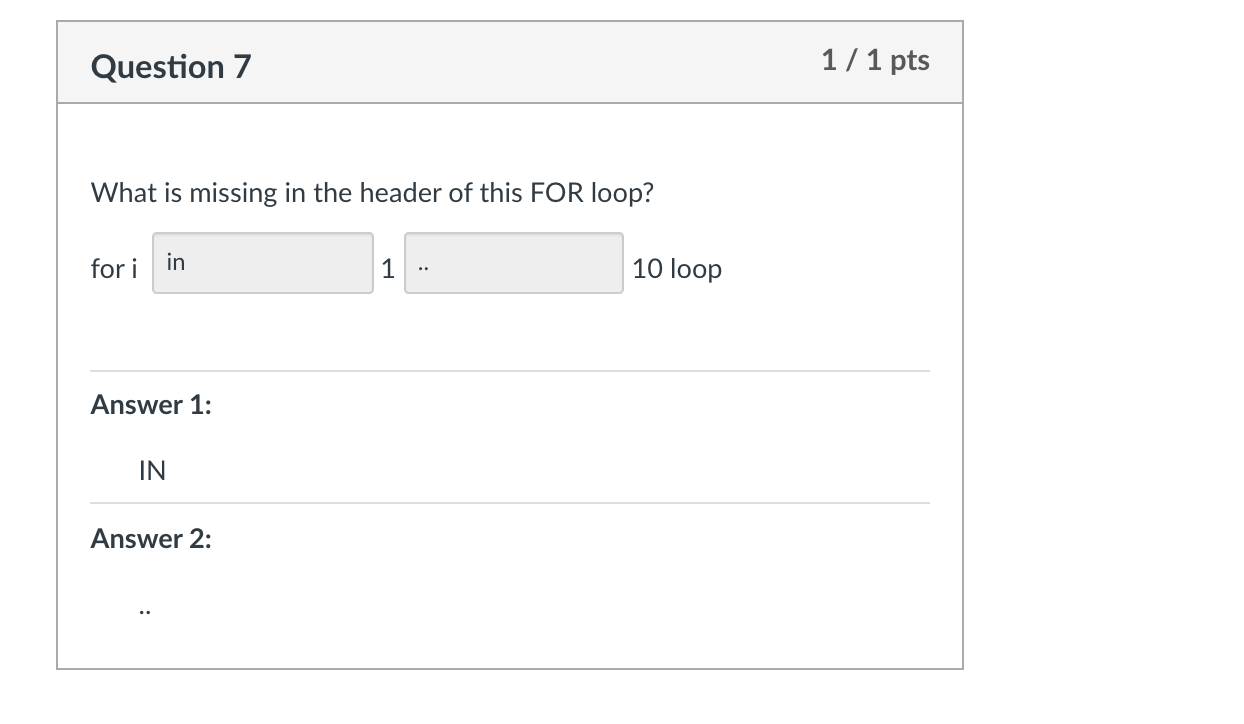 Question 7
1 / 1 pts
What is missing in the header of this FOR loop?
for i in 1 .. 10 loop
Answer 1:
IN
Answer 2:
..